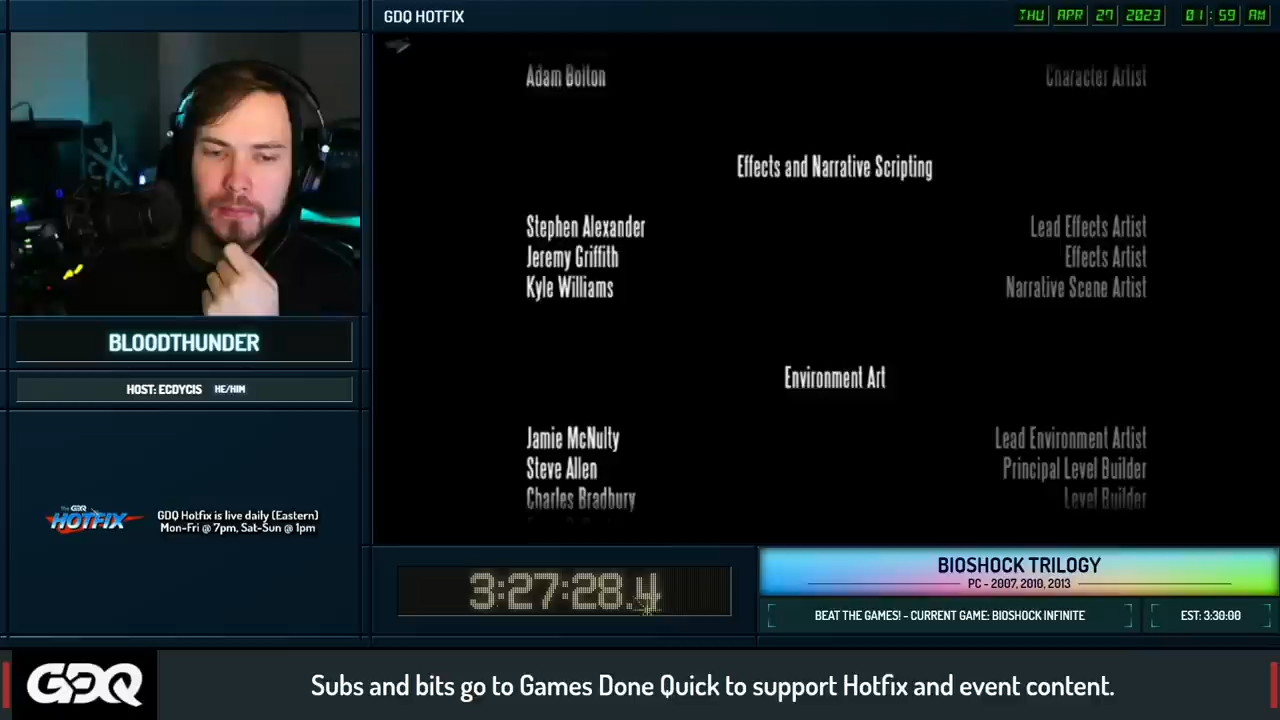 GDQ HOTFIX
THU APR 27 2023 01:59 AM
Adam Bolton Character Artist
Effects and Narrative Scripting
Stephen Alexander Lead Effects Artist
Jeremy Griffith Effects Artist
Kyle Williams Narrative Scene Artist
Environment Art
Jamie McNulty Lead Environment Artist
Steve Allen Principal Level Builder
Charles Bradbury Level Builder
BLOODTHUNDER
HOST: ECDYCIS HE/HIM
The GDQ
HOTFIX
GDQ Hotfix is live daily (Eastern)
Mon-Fri @ 7pm, Sat-Sun @ 1pm
3:27:28.4
BIOSHOCK TRILOGY
PC - 2007, 2010, 2013
BEAT THE GAMES! - CURRENT GAME: BIOSHOCK INFINITE
EST: 3:30:00
GDQ
Subs and bits go to Games Done Quick to support Hotfix and event content.